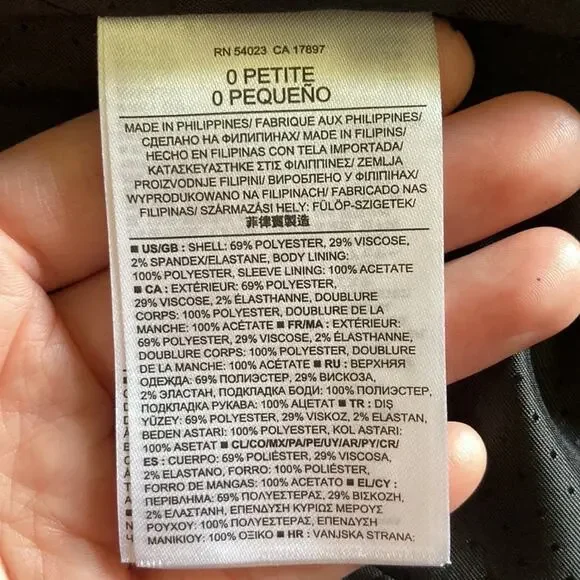 RN 54023 CA 17897
0 PETITE
0 PEQUEÑO
MADE IN PHILIPPINES/ FABRIQUE AUX PHILIPPINES/
СДЕЛАНО НА ФИЛИПИНАХ/ MADE IN FILIPINS/
HECHO EN FILIPINAS CON TELA IMPORTADA/
ΚΑΤΑΣΚΕΥΑΣΤΗΚΕ ΣΤΙΣ ΦΙΛΙΠΠΙΝΕΣ/ ZEMLJA
PROIZVODNJE FILIPINI/ ВИРОБЛЕНО У ФІЛІПІНАХ/
WYPRODUKOWANO NA FILIPINACH/ FABRICADO NAS
FILIPINAS/ SZÁRMAZÁSI HELY: FÜLÖP-SZIGETEK/
菲律賓製造
■ US/GB : SHELL: 69% POLYESTER, 29% VISCOSE,
2% SPANDEX/ELASTANE, BODY LINING:
100% POLYESTER, SLEEVE LINING: 100% ACETATE
■ CA : EXTÉRIEUR: 69% POLYESTER,
29% VISCOSE, 2% ÉLASTHANNE, DOUBLURE
CORPS: 100% POLYESTER, DOUBLURE DE LA
MANCHE: 100% ACÉTATE ■ FR/MA : EXTÉRIEUR:
69% POLYESTER, 29% VISCOSE, 2% ÉLASTHANNE,
DOUBLURE CORPS: 100% POLYESTER, DOUBLURE
DE LA MANCHE: 100% ACÉTATE ■ RU : ВЕРХНЯЯ
ОДЕЖДА: 69% ПОЛИЭСТЕР, 29% ВИСКОЗА,
2% ЭЛАСТАН, ПОДКЛАДКА БОДИ: 100% ПОЛИЭСТЕР,
ПОДКЛАДКА РУКАВА: 100% АЦЕТАТ ■ TR : DIS
YÜZEY: 69% POLYESTER, 29% VISKOZ, 2% ELASTAN,
BEDEN ASTARI: 100% POLYESTER, KOL ASTARI:
100% ASETAT ■ CL/CO/MX/PA/PE/UY/AR/PY/CR/
ES : CUERPO: 69% POLIÉSTER, 29% VISCOSA,
2% ELASTANO, FORRO: 100% POLIÉSTER,
FORRO DE MANGAS: 100% ACETATO ■ EL/CY :
ΠΕΡΙΒΛΗΜΑ: 69% ΠΟΛΥΕΣΤΕΡΑΣ, 29% ΒΙΣΚΟΖΗ,
2% ΕΛΑΣΤΑΝΗ, ΕΠΕΝΔΥΣΗ ΚΥΡΙΩΣ ΜΕΡΟΥΣ
ΡΟΥΧΟΥ: 100% ΠΟΛΥΕΣΤΕΡΑΣ, ΕΠΕΝΔΥΣΗ
ΜΑΝΙΚΙΟΥ: 100% ΟΞΙΚΟ ■ HR : VANJSKA STRANA: